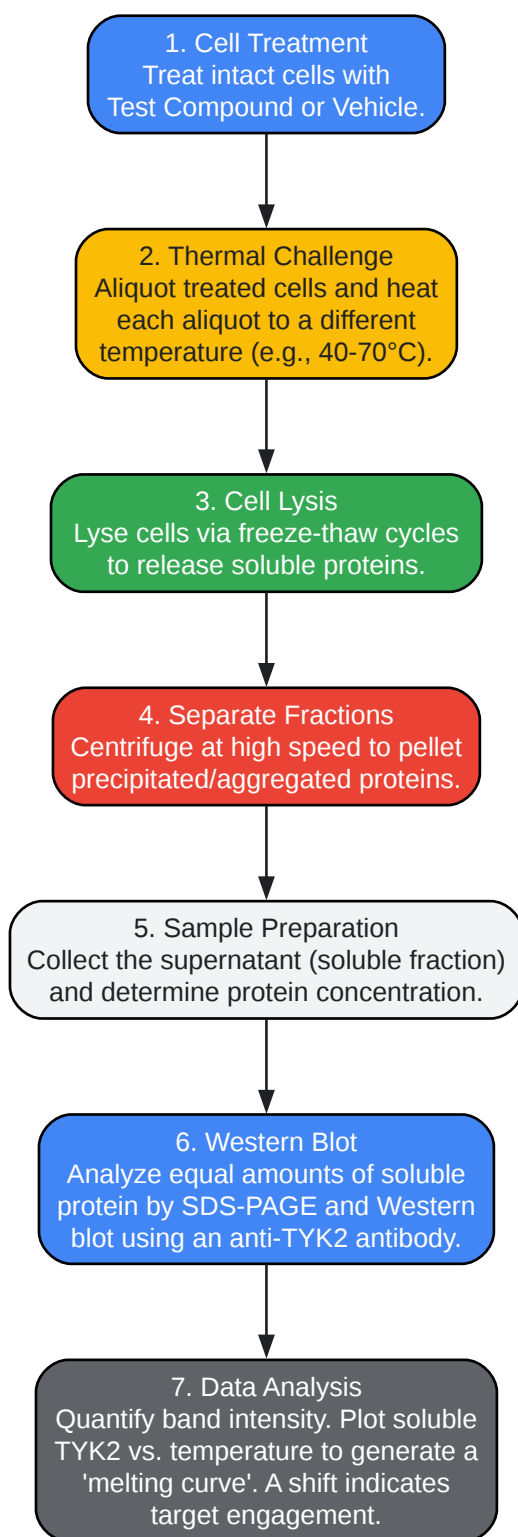 1. Cell Treatment
Treat intact cells with
Test Compound or Vehicle.
2. Thermal Challenge
Aliquot treated cells and heat
each aliquot to a different
temperature (e.g., 40-70°C).
3. Cell Lysis
Lyse cells via freeze-thaw cycles
to release soluble proteins.
4. Separate Fractions
Centrifuge at high speed to pellet
precipitated/aggregated proteins.
5. Sample Preparation
Collect the supernatant (soluble fraction)
and determine protein concentration.
6. Western Blot
Analyze equal amounts of soluble
protein by SDS-PAGE and Western
blot using an anti-TYK2 antibody.
7. Data Analysis
Quantify band intensity. Plot soluble
TYK2 vs. temperature to generate a
'melting curve'. A shift indicates
target engagement.